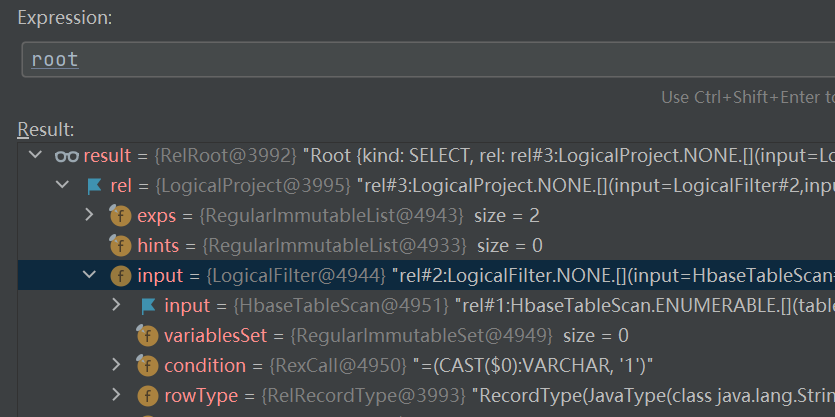 Expression:
root
Use Ctrl+Shift+Enter to
Result:
result = {RelRoot@3992} "Root {kind: SELECT, rel: rel#3:LogicalProject.NONE.[](input=Lo
rel = {LogicalProject@3995} "rel#3:LogicalProject.NONE.[](input=LogicalFilter#2,inpu
f exps = {RegularImmutableList@4943} size = 2
f hints = {RegularImmutableList@4933} size = 0
f input = {LogicalFilter@4944} "rel#2:LogicalFilter.NONE.[](input=HbaseTableScan#
input = {HbaseTableScan@4951} "rel#1:HbaseTableScan.ENUMERABLE.[](tabl
f variablesSet = {RegularImmutableSet@4949} size = 0
f condition = {RexCall@4950} "=(CAST($0):VARCHAR, '1')"
f rowType = {RelRecordType@3993} "RecordType(JavaType(class java.lang.Strin